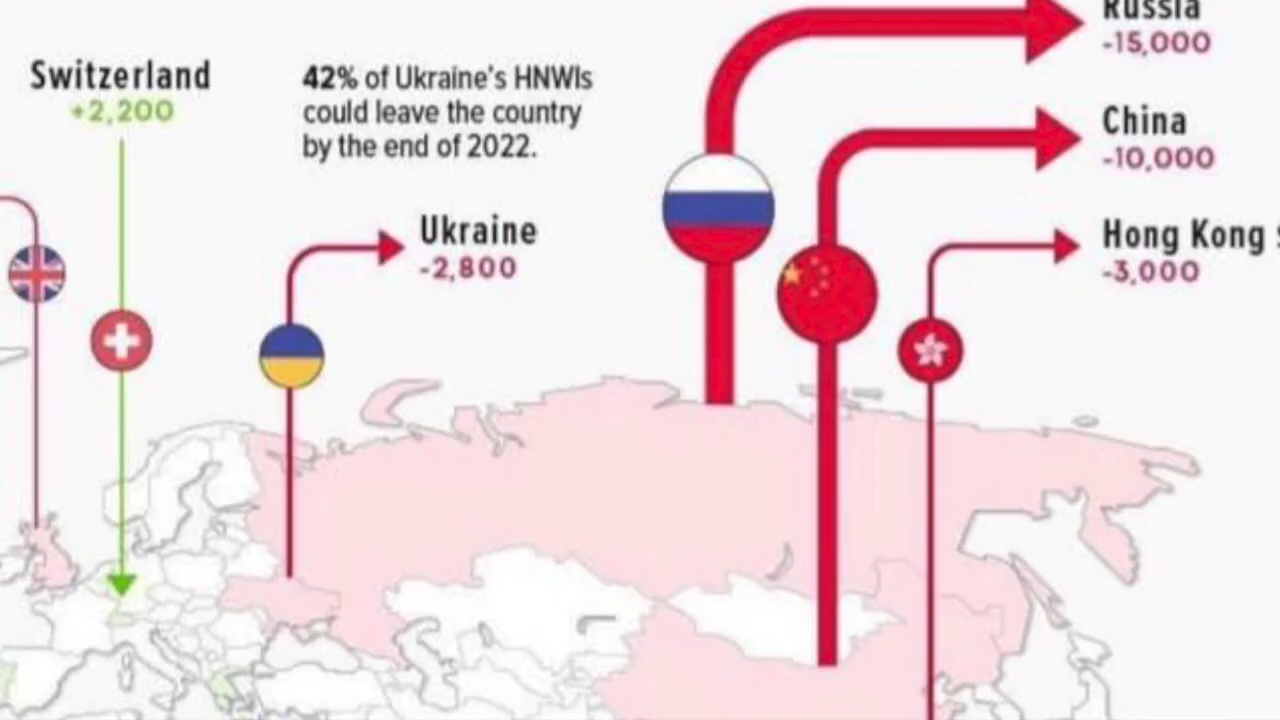 Switzerland
+2,200
42% of Ukraine's HNWIs
could leave the country
by the end of 2022.
Ukraine
-2,800
Russia
-15,000
China
-10,000
Hong Kong
-3,000